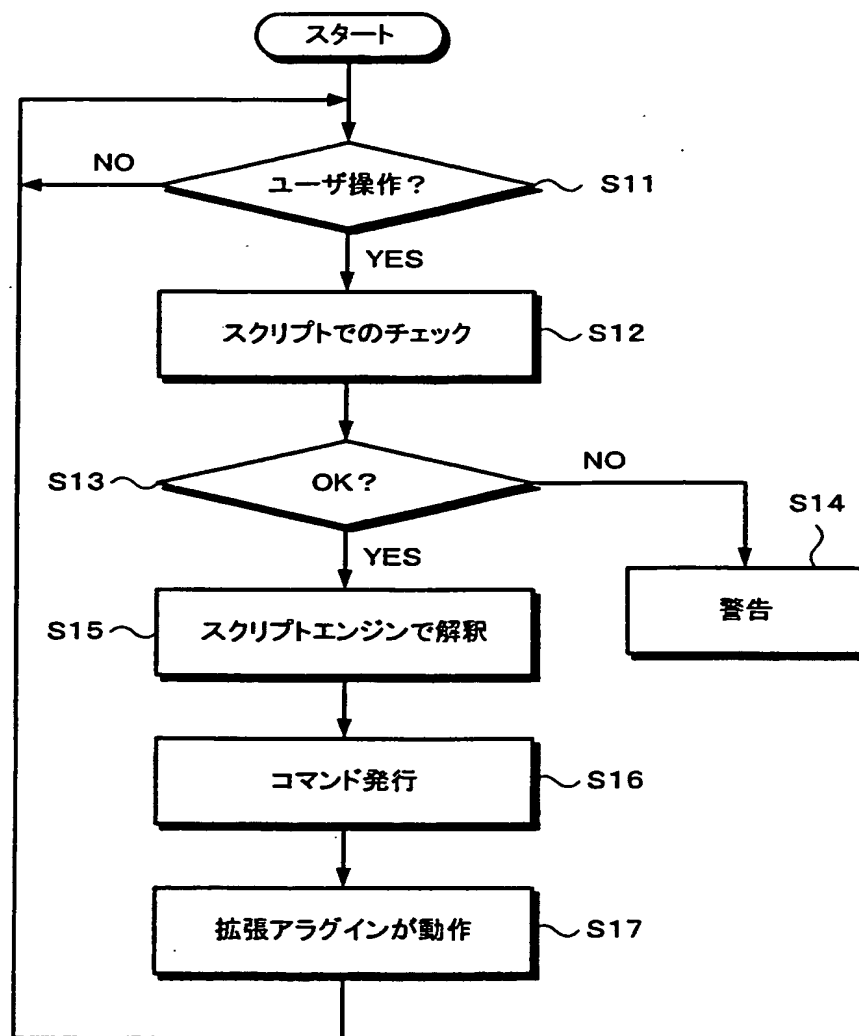 スタート
NO
ユーザ操作？
S11
YES
スクリプトでのチェック
S12
S13
OK？
NO
S14
YES
警告
S15
スクリプトエンジンで解釈
コマンド発行
S16
拡張アラグインが動作
S17